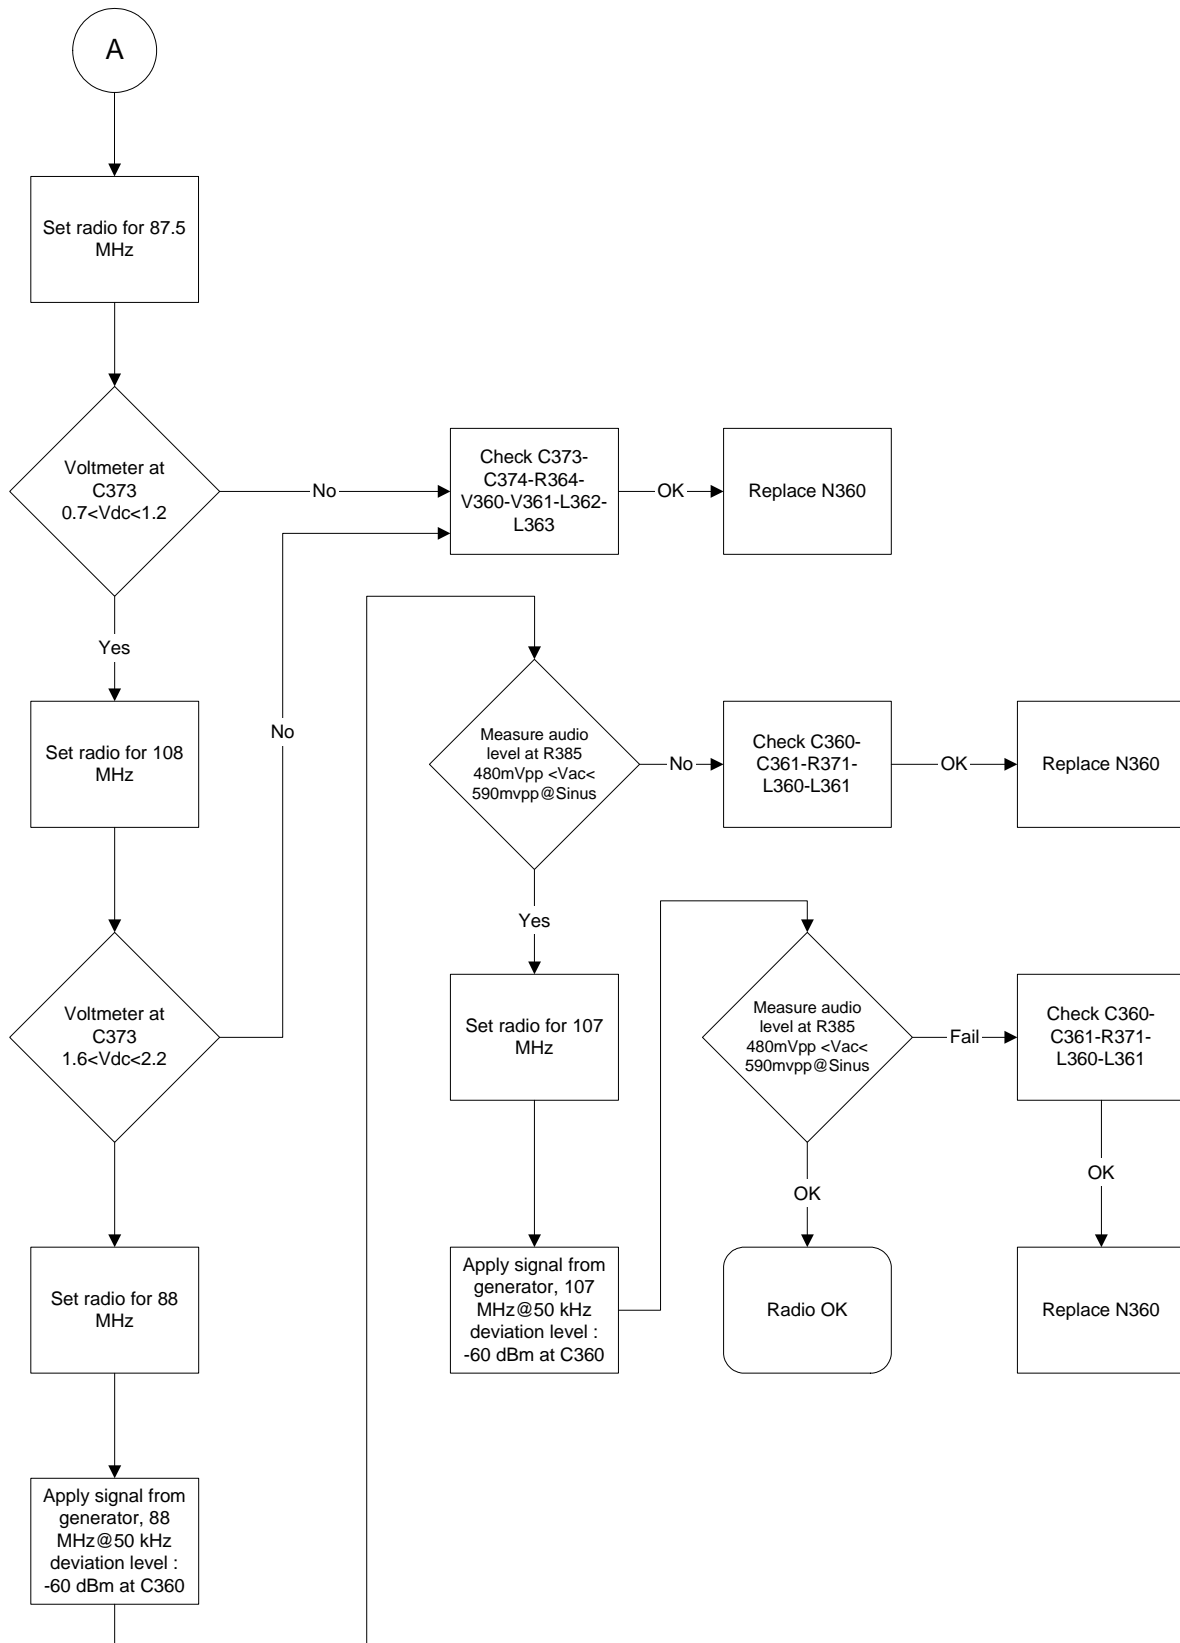 A
Set radio for 87.5
MHz
Voltmeter at
C373
0.7<Vdc<1.2
No
Check C373-
C374-R364-
V360-V361-L362-
L363
OK
Replace N360
Yes
Set radio for 108
MHz
No
Voltmeter at
C373
1.6<Vdc<2.2
Set radio for 88
MHz
Apply signal from
generator, 88
MHz@50 kHz
deviation level :
-60 dBm at C360
Measure audio
level at R385
480mVpp <Vac<
590mvpp@Sinus
No
Check C360-
C361-R371-
L360-L361
OK
Replace N360
Yes
Set radio for 107
MHz
Apply signal from
generator, 107
MHz@50 kHz
deviation level :
-60 dBm at C360
Measure audio
level at R385
480mVpp <Vac<
590mvpp@Sinus
Fail
Check C360-
C361-R371-
L360-L361
OK
Replace N360
OK
Radio OK